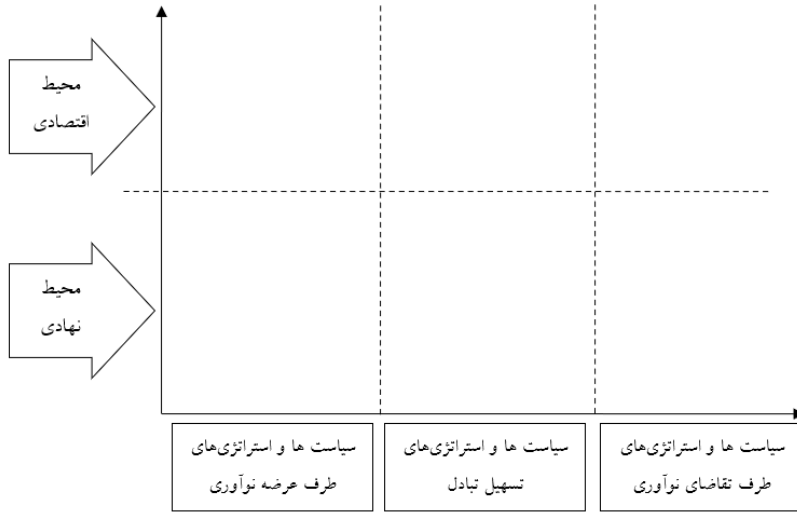 محیط
اقتصادی
محیط
نهادی
سیاست ها و استراتژی‌های
طرف تقاضای نوآوری
سیاست ها و استراتژی‌های
تسهیل تبادل
سیاست ها و استراتژی‌های
طرف عرضه نوآوری